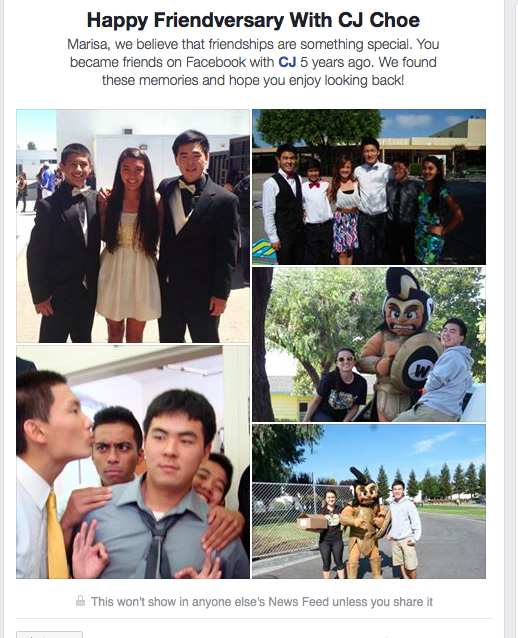 Happy Friendversary With CJ Choe
Marisa, we believe that friendships are something special. You
became friends on Facebook with CJ 5 years ago. We found
these memories and hope you enjoy looking back!
W
This won't show in anyone else's News Feed unless you share it